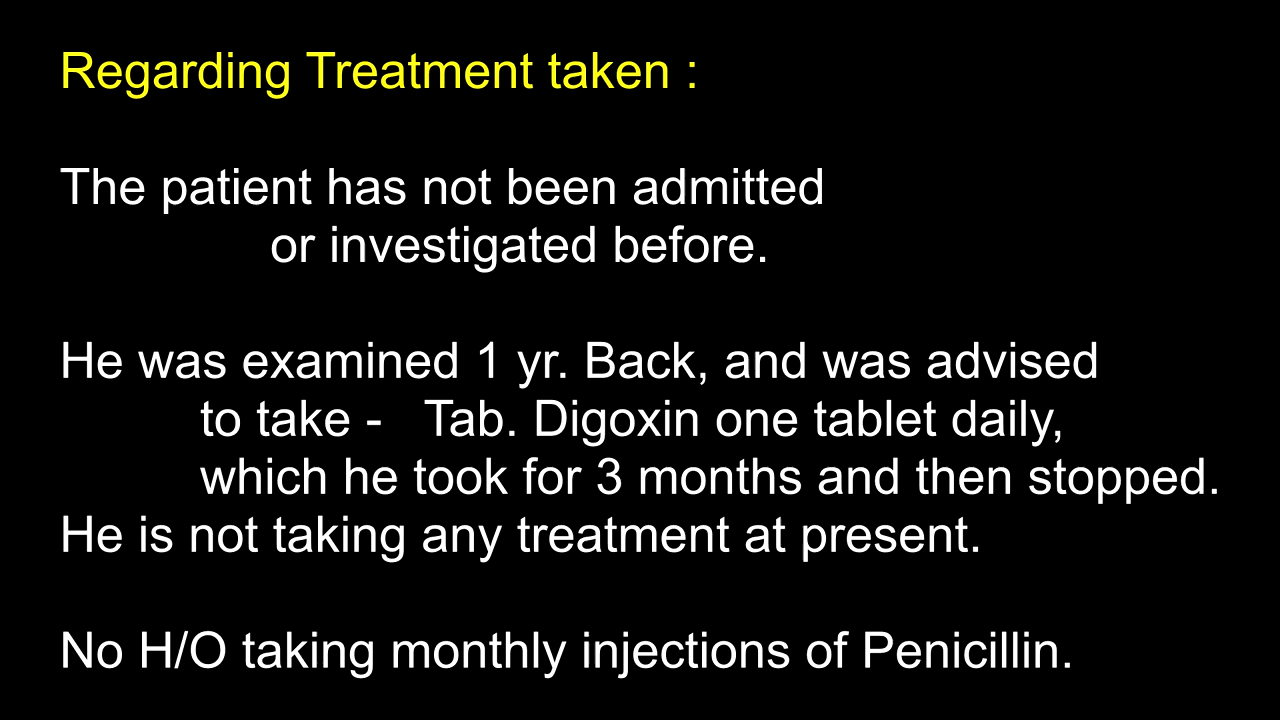 Regarding Treatment taken :
The patient has not been admitted
or investigated before.
He was examined 1 yr. Back, and was advised
to take - Tab. Digoxin one tablet daily,
which he took for 3 months and then stopped.
He is not taking any treatment at present.
No H/O taking monthly injections of Penicillin.